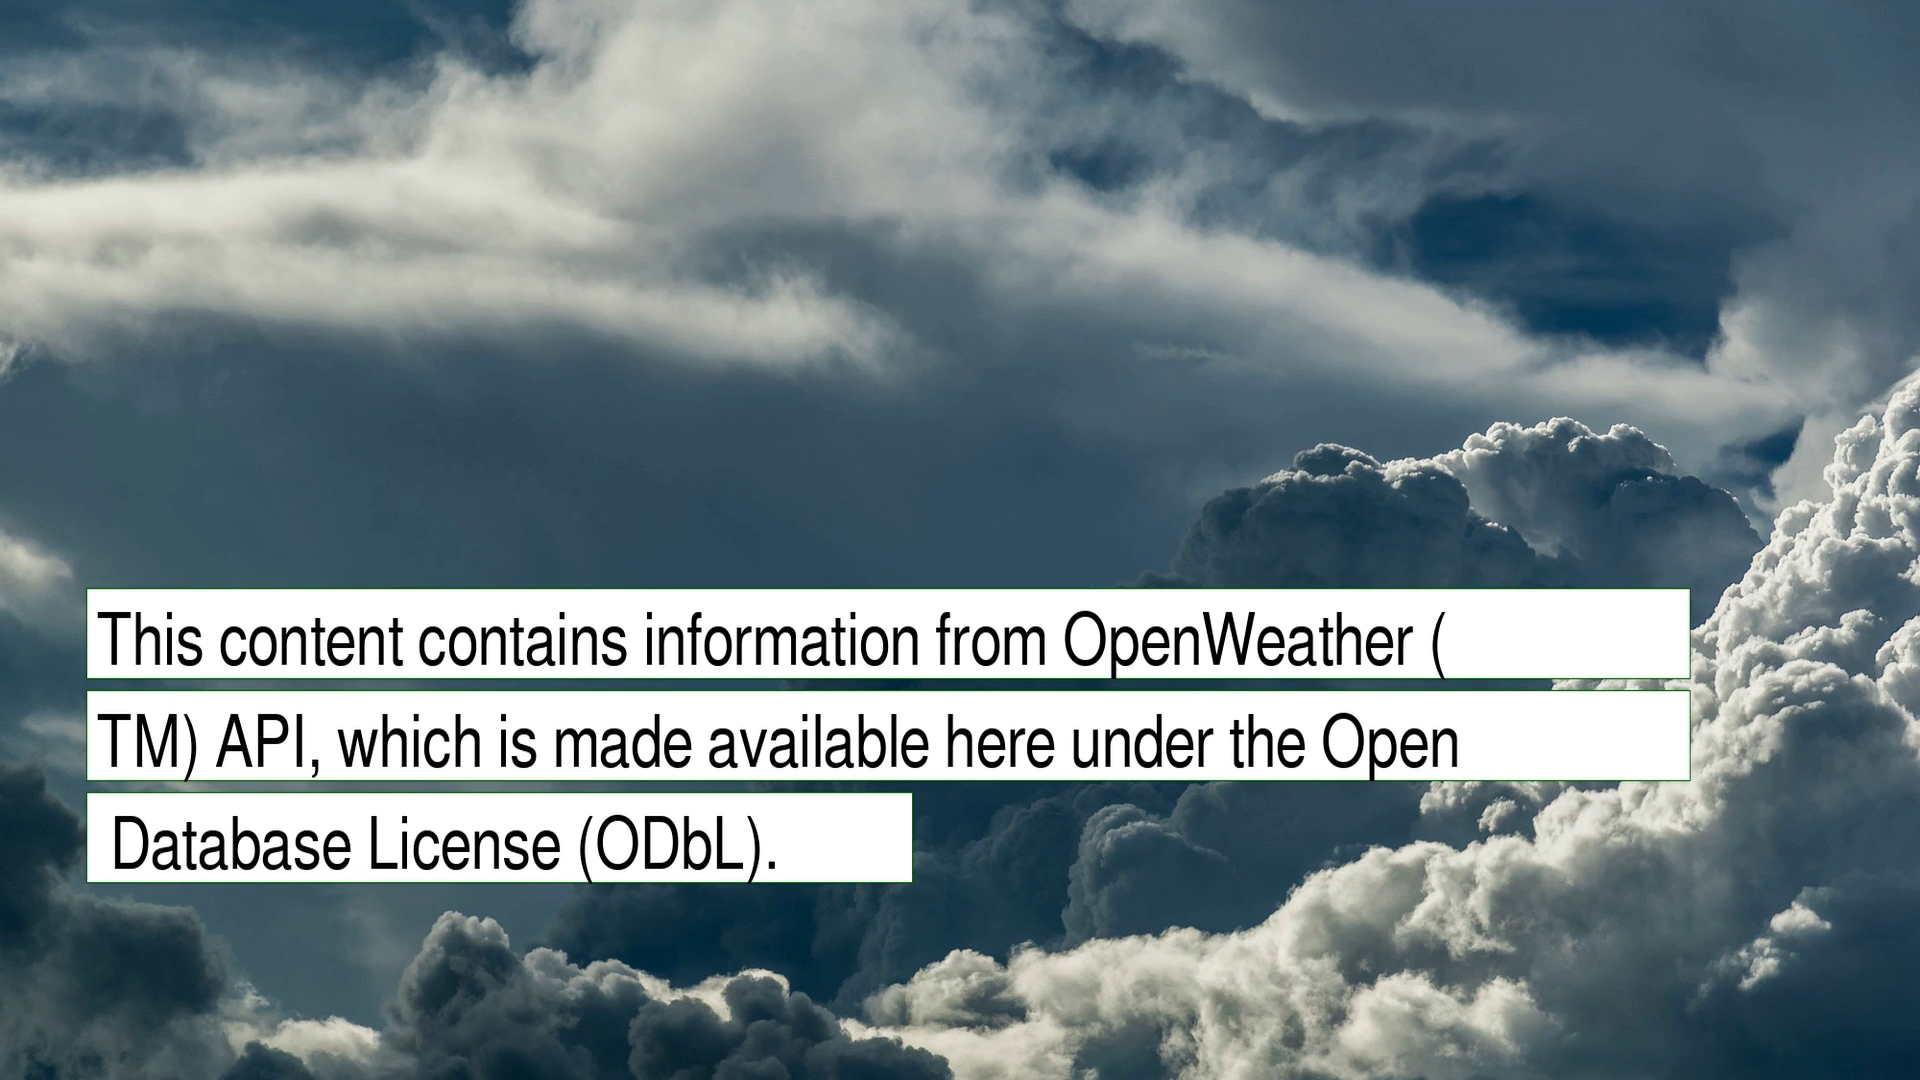 This content contains information from OpenWeather (
TM) API, which is made available here under the Open
Database License (ODbL).